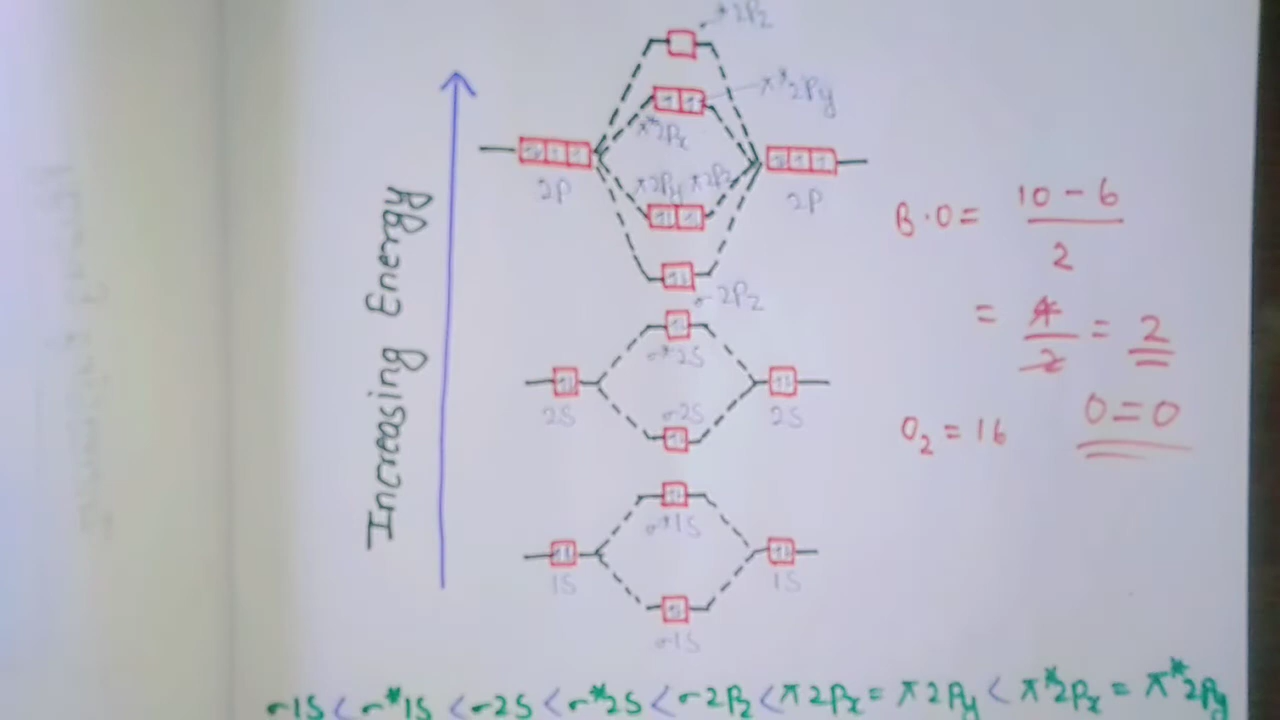 *2Pz
π*2Py
π*2Px
2P
π2Py π2Px
2P
σ2Pz
σ*2S
2S
σ2S
2S
σ*1S
1S
1S
σ1S
Increasing Energy
B.O = 10 - 6
2
= 4/2 = 2
O2 = 16
O=O
σ1S < σ*1S < σ2S < σ*2S < σ2Pz < π2Px = π2Py < π*2Px = π*2Py